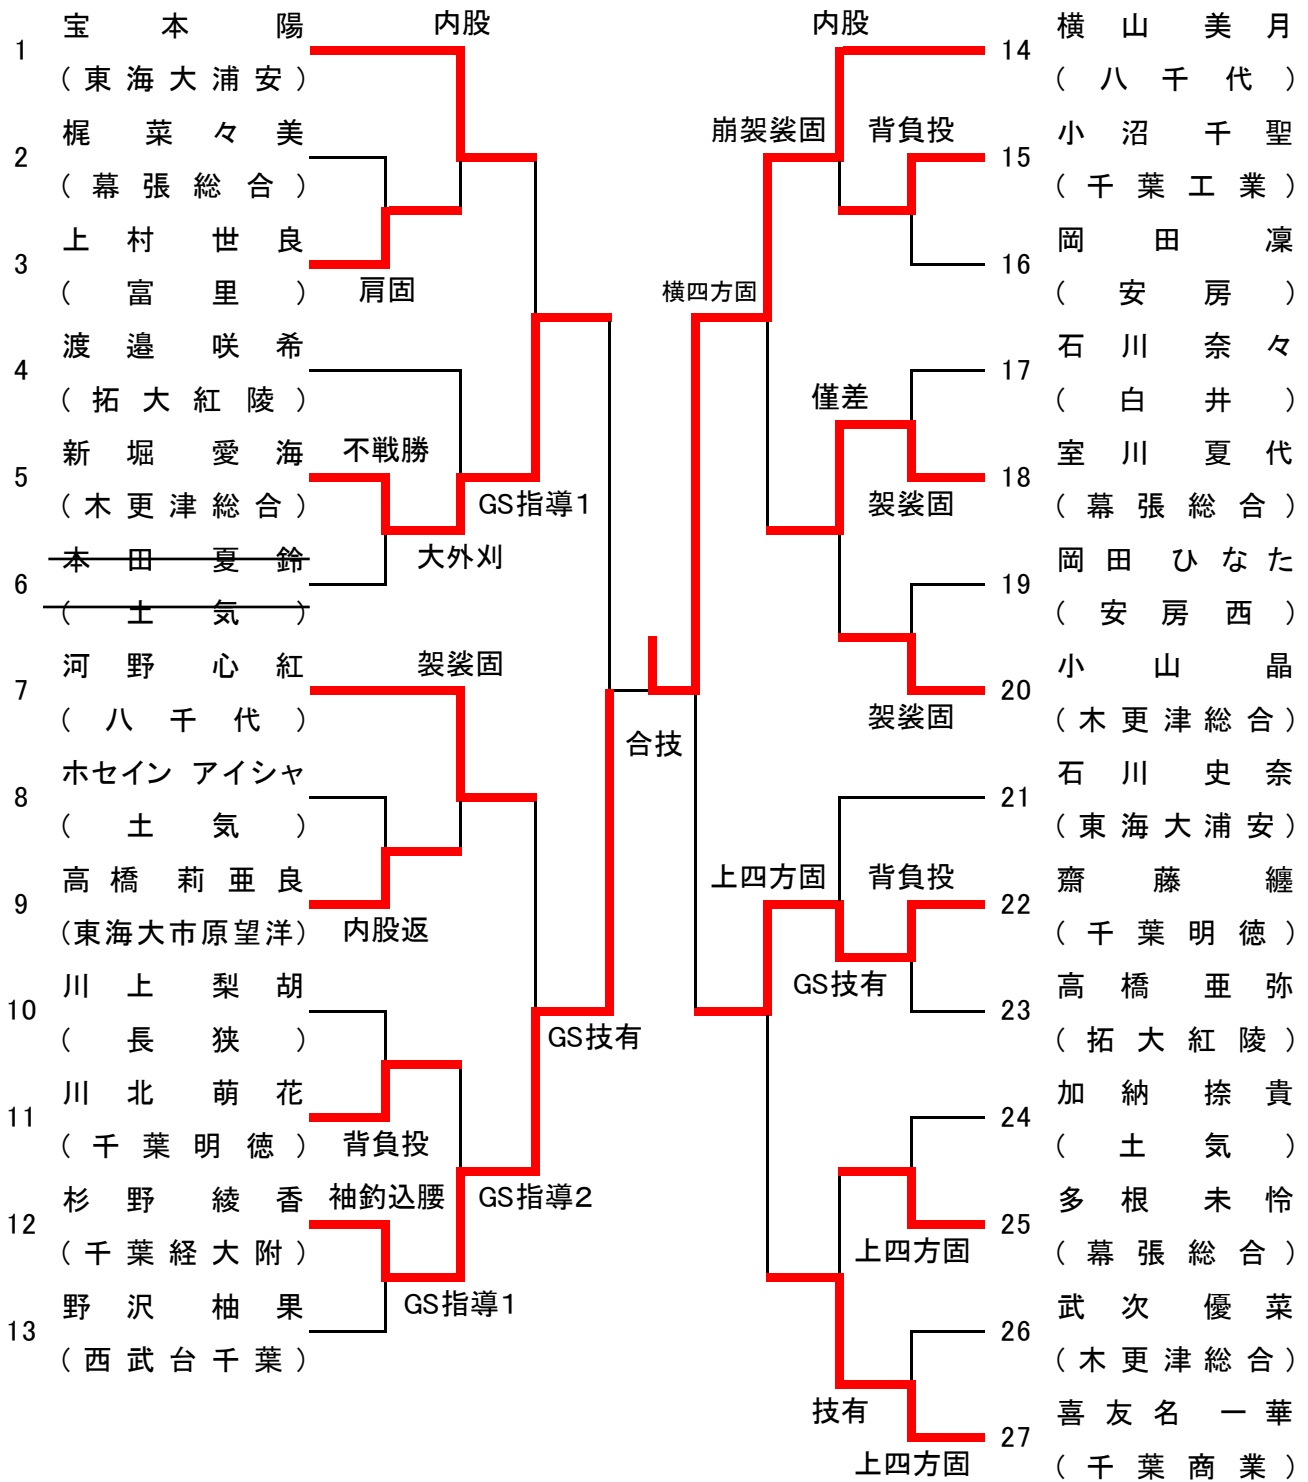 宝本陽
1
(東海大浦安)
梶菜々美
2
(幕張総合)
上村世良
3
(富里)
渡邉咲希
4
(拓大紅陵)
新堀愛海
5
(木更津総合)
本田夏鈴
6
(土気)
河野心紅
7
(八千代)
ホセイン アイシャ
8
(土気)
高橋莉亜良
9
(東海大市原望洋)
川上梨胡
10
(長狭)
川北萌花
11
(千葉明徳)
杉野綾香
12
(千葉経大附)
野沢柚果
13
(西武台千葉)
内股
肩固
不戦勝
GS指導1
大外刈
袈裟固
内股返
GS技有
背負投
袖釣込腰
GS指導2
GS指導1
合技
内股
崩袈裟固
背負投
横四方固
僅差
袈裟固
袈裟固
上四方固
背負投
GS技有
上四方固
技有
上四方固
横山美月
14
(八千代)
小沼千聖
15
(千葉工業)
岡田凜
16
(安房)
石川奈々
17
(白井)
室川夏代
18
(幕張総合)
岡田ひなた
19
(安房西)
小山晶
20
(木更津総合)
石川史奈
21
(東海大浦安)
齋藤纏
22
(千葉明徳)
高橋亜弥
23
(拓大紅陵)
加納捺貴
24
(土気)
多根未怜
25
(幕張総合)
武次優菜
26
(木更津総合)
喜友名一華
27
(千葉商業)